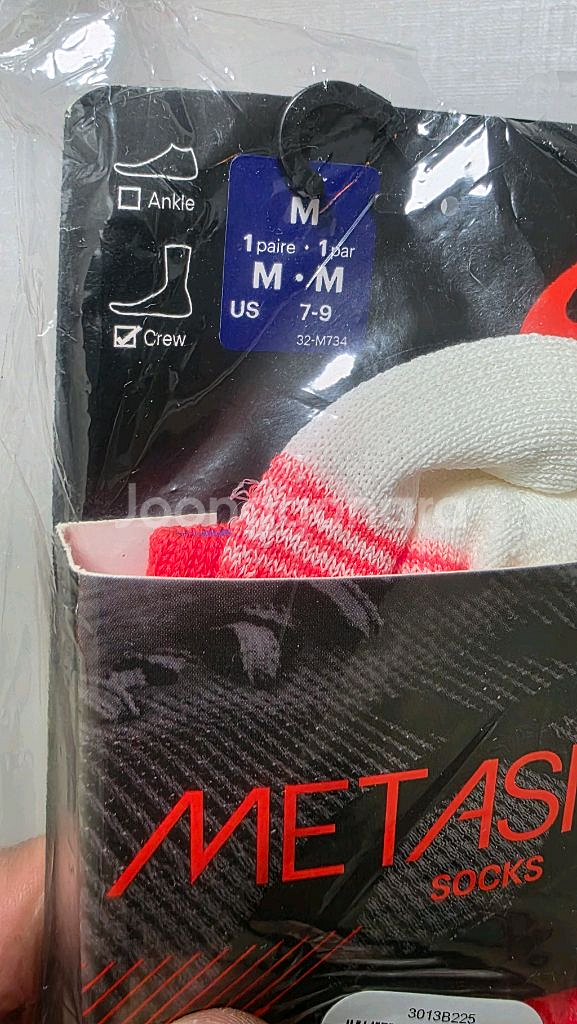 Ankle
Crew
M
1 paire · 1 par
M · M
US 7-9
32-M734
METASI
SOCKS
3013B225